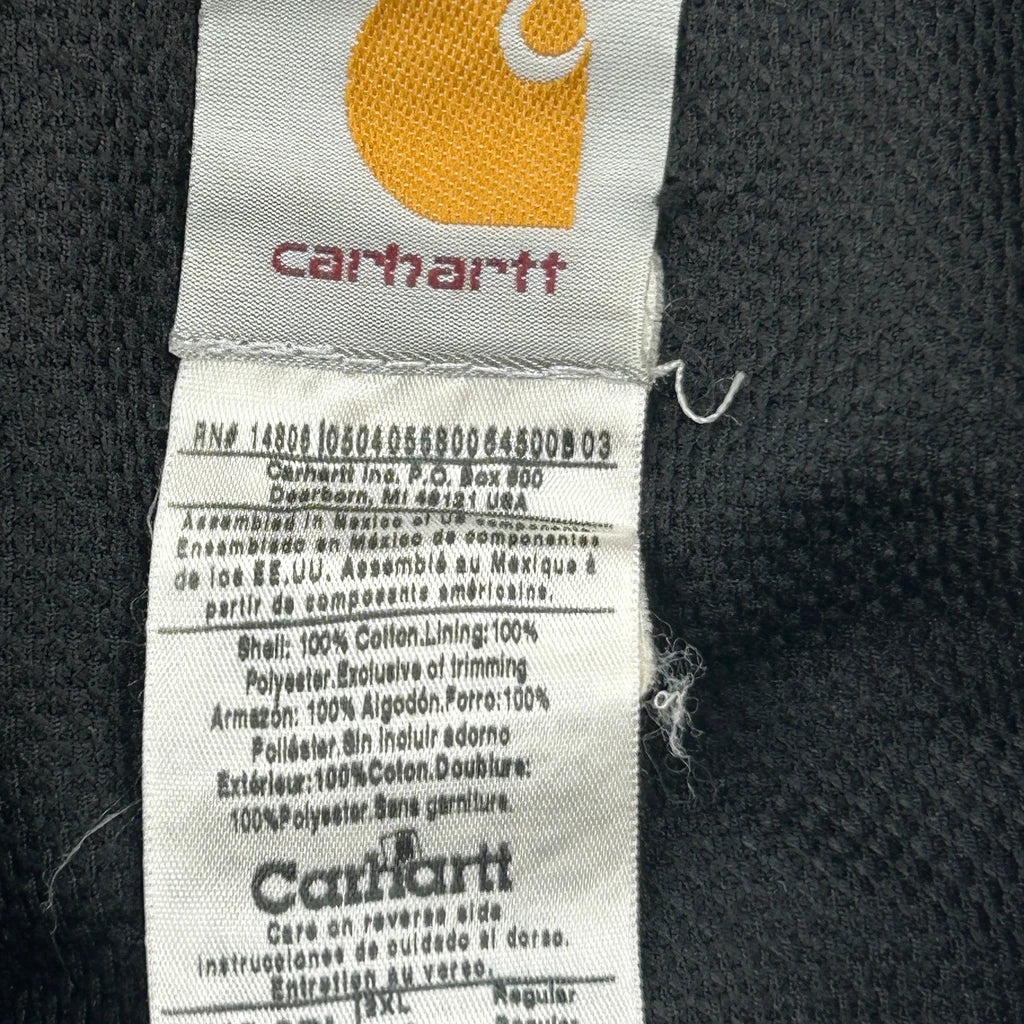 carhartt
RN# 14806
Carhartt Inc. P.O. Box 600
Dearborn, MI 48121 USA
Assembled in Mexico of US
Ensamblado en México de componentes
de los EE.UU. Assemblé au Mexique à
partir de composants américains.
Shell: 100% Cotton.Lining:100%
Polyester.Exclusive of trimming
Armazón: 100% Algodón.Forro:100%
Poliéster.Sin incluir adorno
Extérieur:100%Coton.Doublure:
100%Polyester.Sans garniture.
Carhartt
Care on reverse side
instrucciones de cuidado al dorso.
Entretien au verso.
3XL Regular
Regular